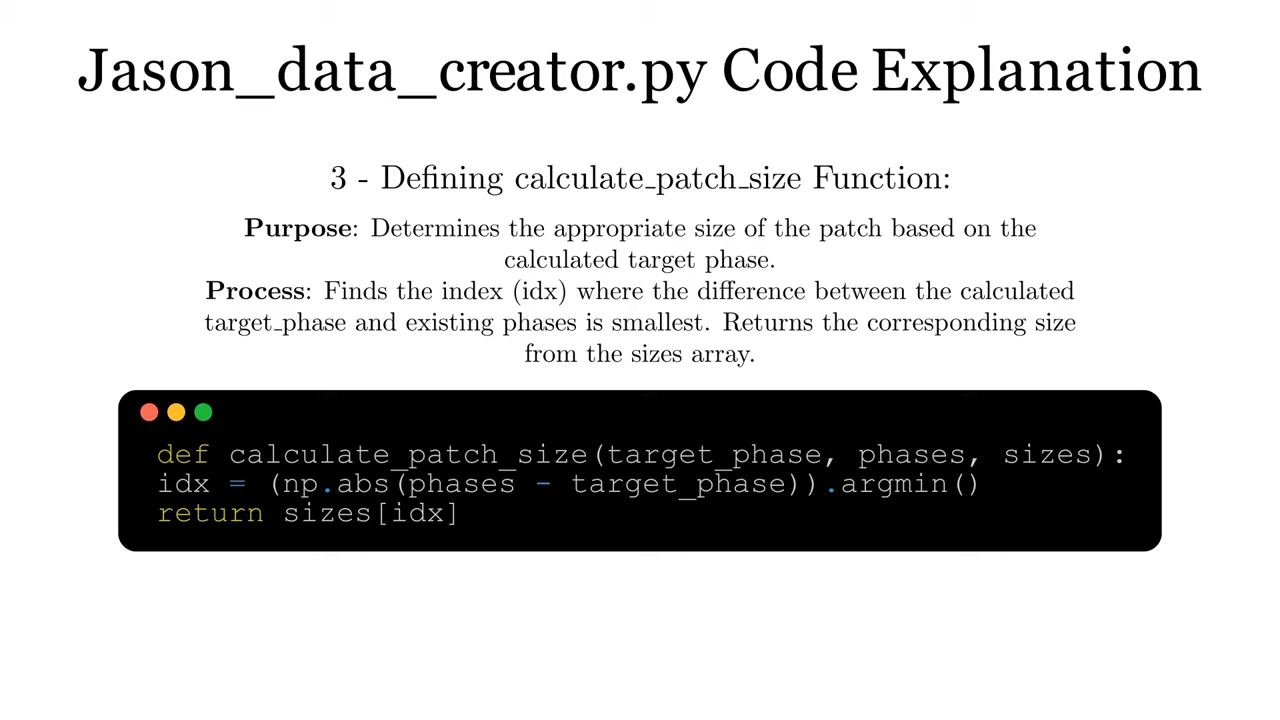 Jason_data_creator.py Code Explanation
3 - Defining calculate_patch_size Function:
Purpose: Determines the appropriate size of the patch based on the
calculated target phase.
Process: Finds the index (idx) where the difference between the calculated
target_phase and existing phases is smallest. Returns the corresponding size
from the sizes array.
def calculate_patch_size(target_phase, phases, sizes):
idx = (np.abs(phases - target_phase)).argmin()
return sizes[idx]